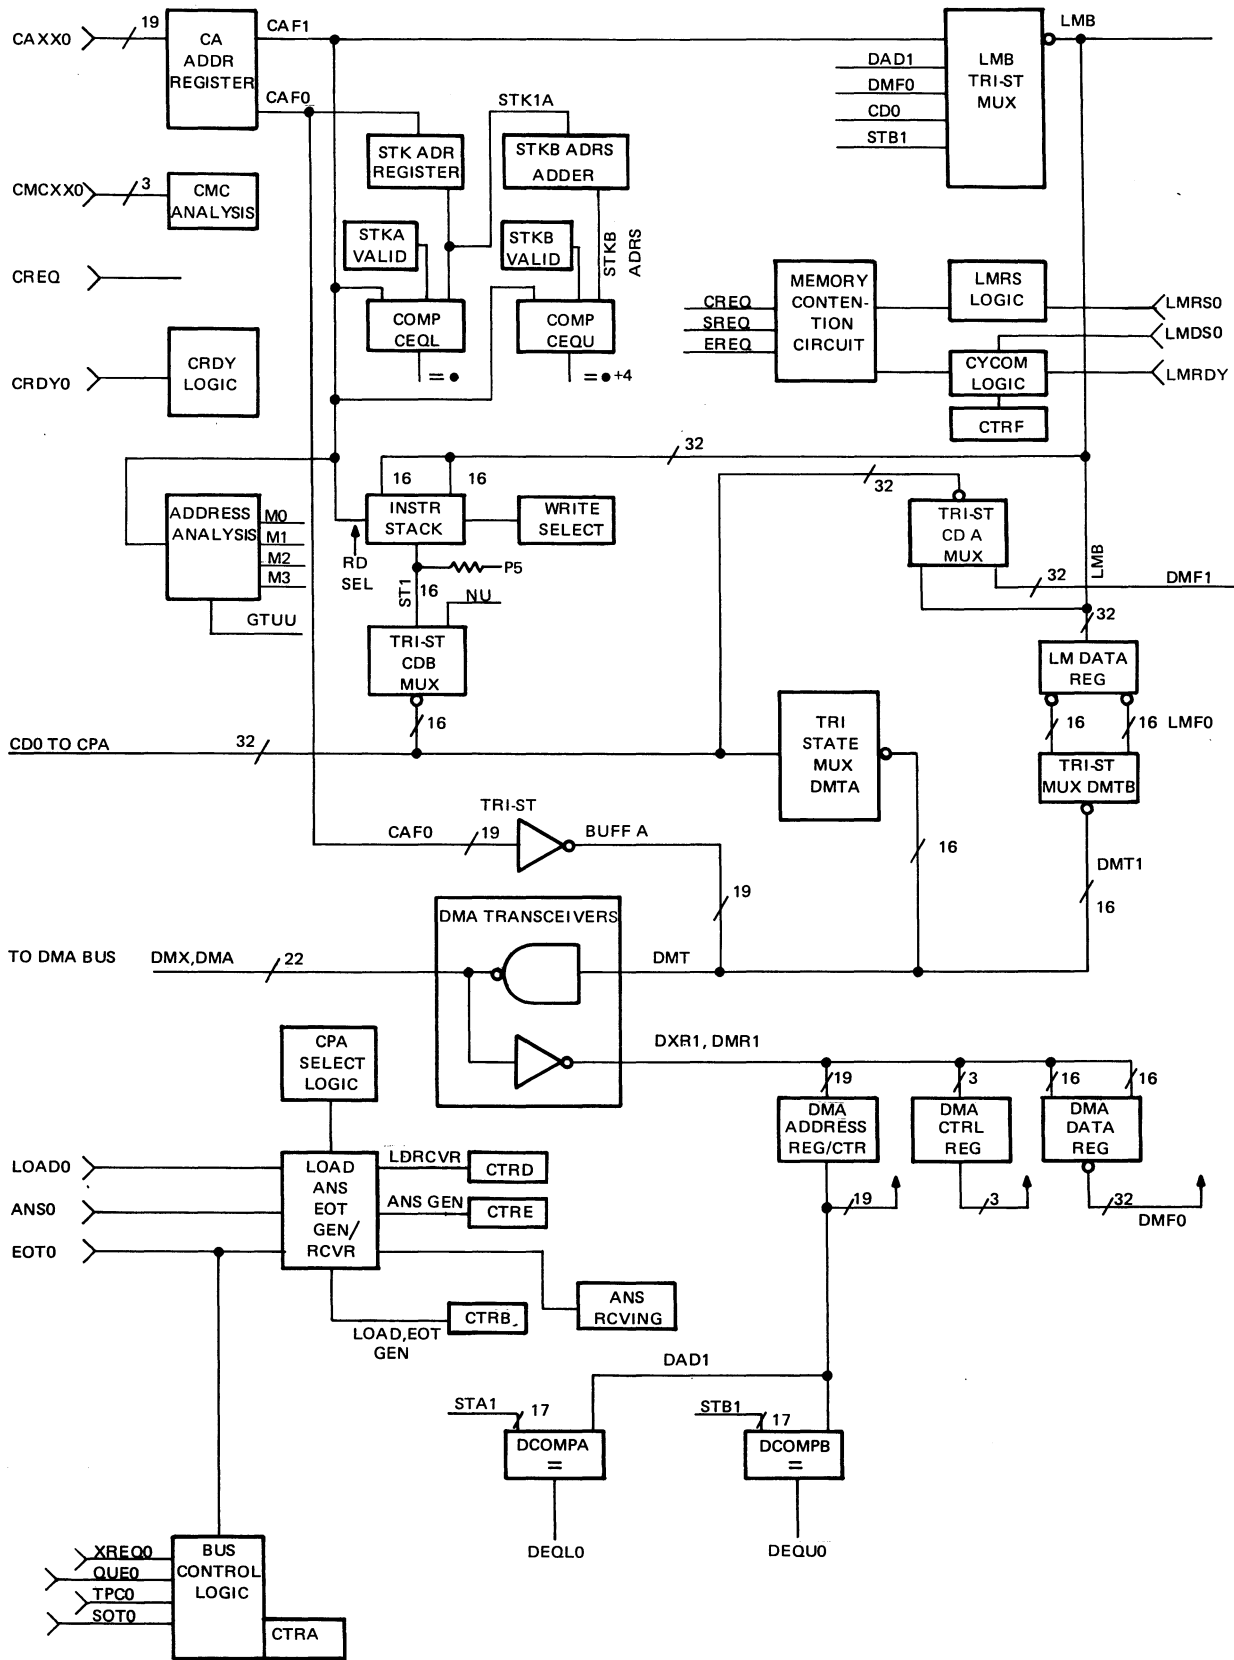 CAXX0
19
CA
ADDR
REGISTER
CAF1
CAF0
LMB
TRI-ST
MUX
LMB
DAD1
DMF0
CD0
STB1
STK1A
STK ADR
REGISTER
STKB ADRS
ADDER
CMCXX0
3
CMC
ANALYSIS
STKA
VALID
STKB
VALID
STKB
ADRS
CREQ
CRDY0
CRDY
LOGIC
COMP
CEQL
= ●
COMP
CEQU
= ●+4
CREQ
SREQ
EREQ
MEMORY
CONTEN-
TION
CIRCUIT
LMRS
LOGIC
LMRS0
LMDS0
CYCOM
LOGIC
LMRDY
CTRF
32
16
16
INSTR
STACK
WRITE
SELECT
ADDRESS
ANALYSIS
M0
M1
M2
M3
GTUU
RD
SEL
P5
ST1
16
NU
TRI-ST
CDB
MUX
16
32
TRI-ST
CD A
MUX
32
DMF1
LMB
32
LM DATA
REG
16
16
LMF0
TRI-ST
MUX DMTB
CD0 TO CPA
32
TRI
STATE
MUX
DMTA
TRI-ST
CAF0
19
BUFF A
16
DMT1
16
19
DMA TRANSCEIVERS
TO DMA BUS
DMX,DMA
22
DMT
DXR1, DMR1
CPA
SELECT
LOGIC
19
3
16
16
DMA
ADDRESS
REG/CTR
DMA
CTRL
REG
DMA
DATA
REG
LOAD0
ANS0
EOT0
LOAD
ANS
EOT
GEN/
RCVR
LDRCVR
CTRD
ANS GEN
CTRE
19
3
32
DMF0
ANS
RCVING
CTRB
LOAD,EOT
GEN
DAD1
STA1
17
STB1
17
DCOMPA
=
DCOMPB
=
DEQL0
DEQU0
XREQ0
QUE0
TPC0
SOT0
BUS
CONTROL
LOGIC
CTRA